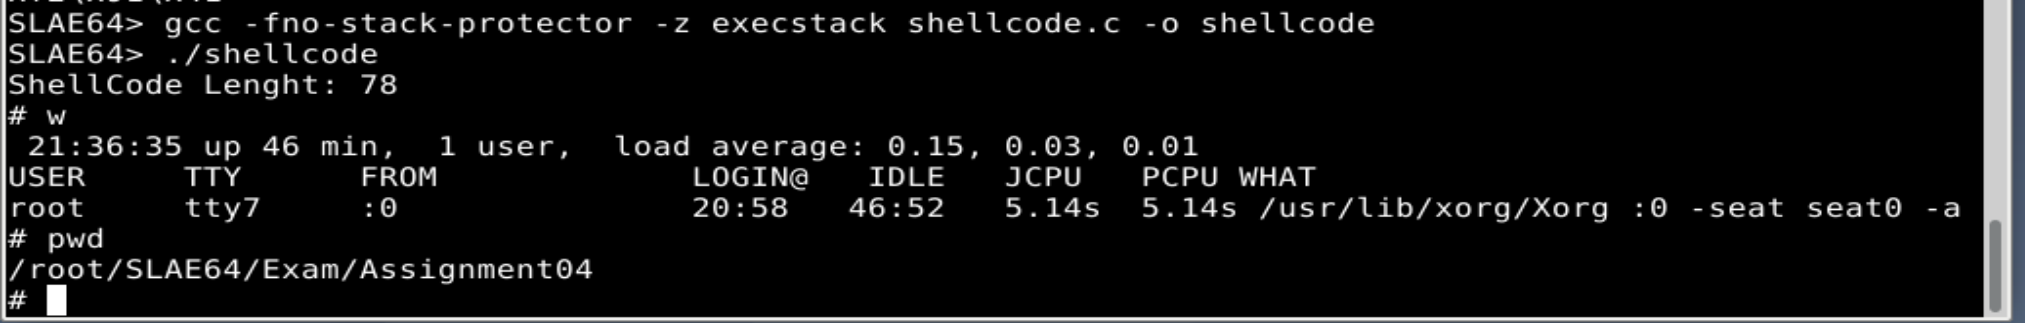 SLAE64> gcc -fno-stack-protector -z execstack shellcode.c -o shellcode
SLAE64> ./shellcode
ShellCode Lenght: 78
# w
 21:36:35 up 46 min,  1 user,  load average: 0.15, 0.03, 0.01
USER     TTY      FROM             LOGIN@   IDLE   JCPU   PCPU WHAT
root     tty7     :0               20:58   46:52   5.14s  5.14s /usr/lib/xorg/Xorg :0 -seat seat0 -a
# pwd
/root/SLAE64/Exam/Assignment04
#